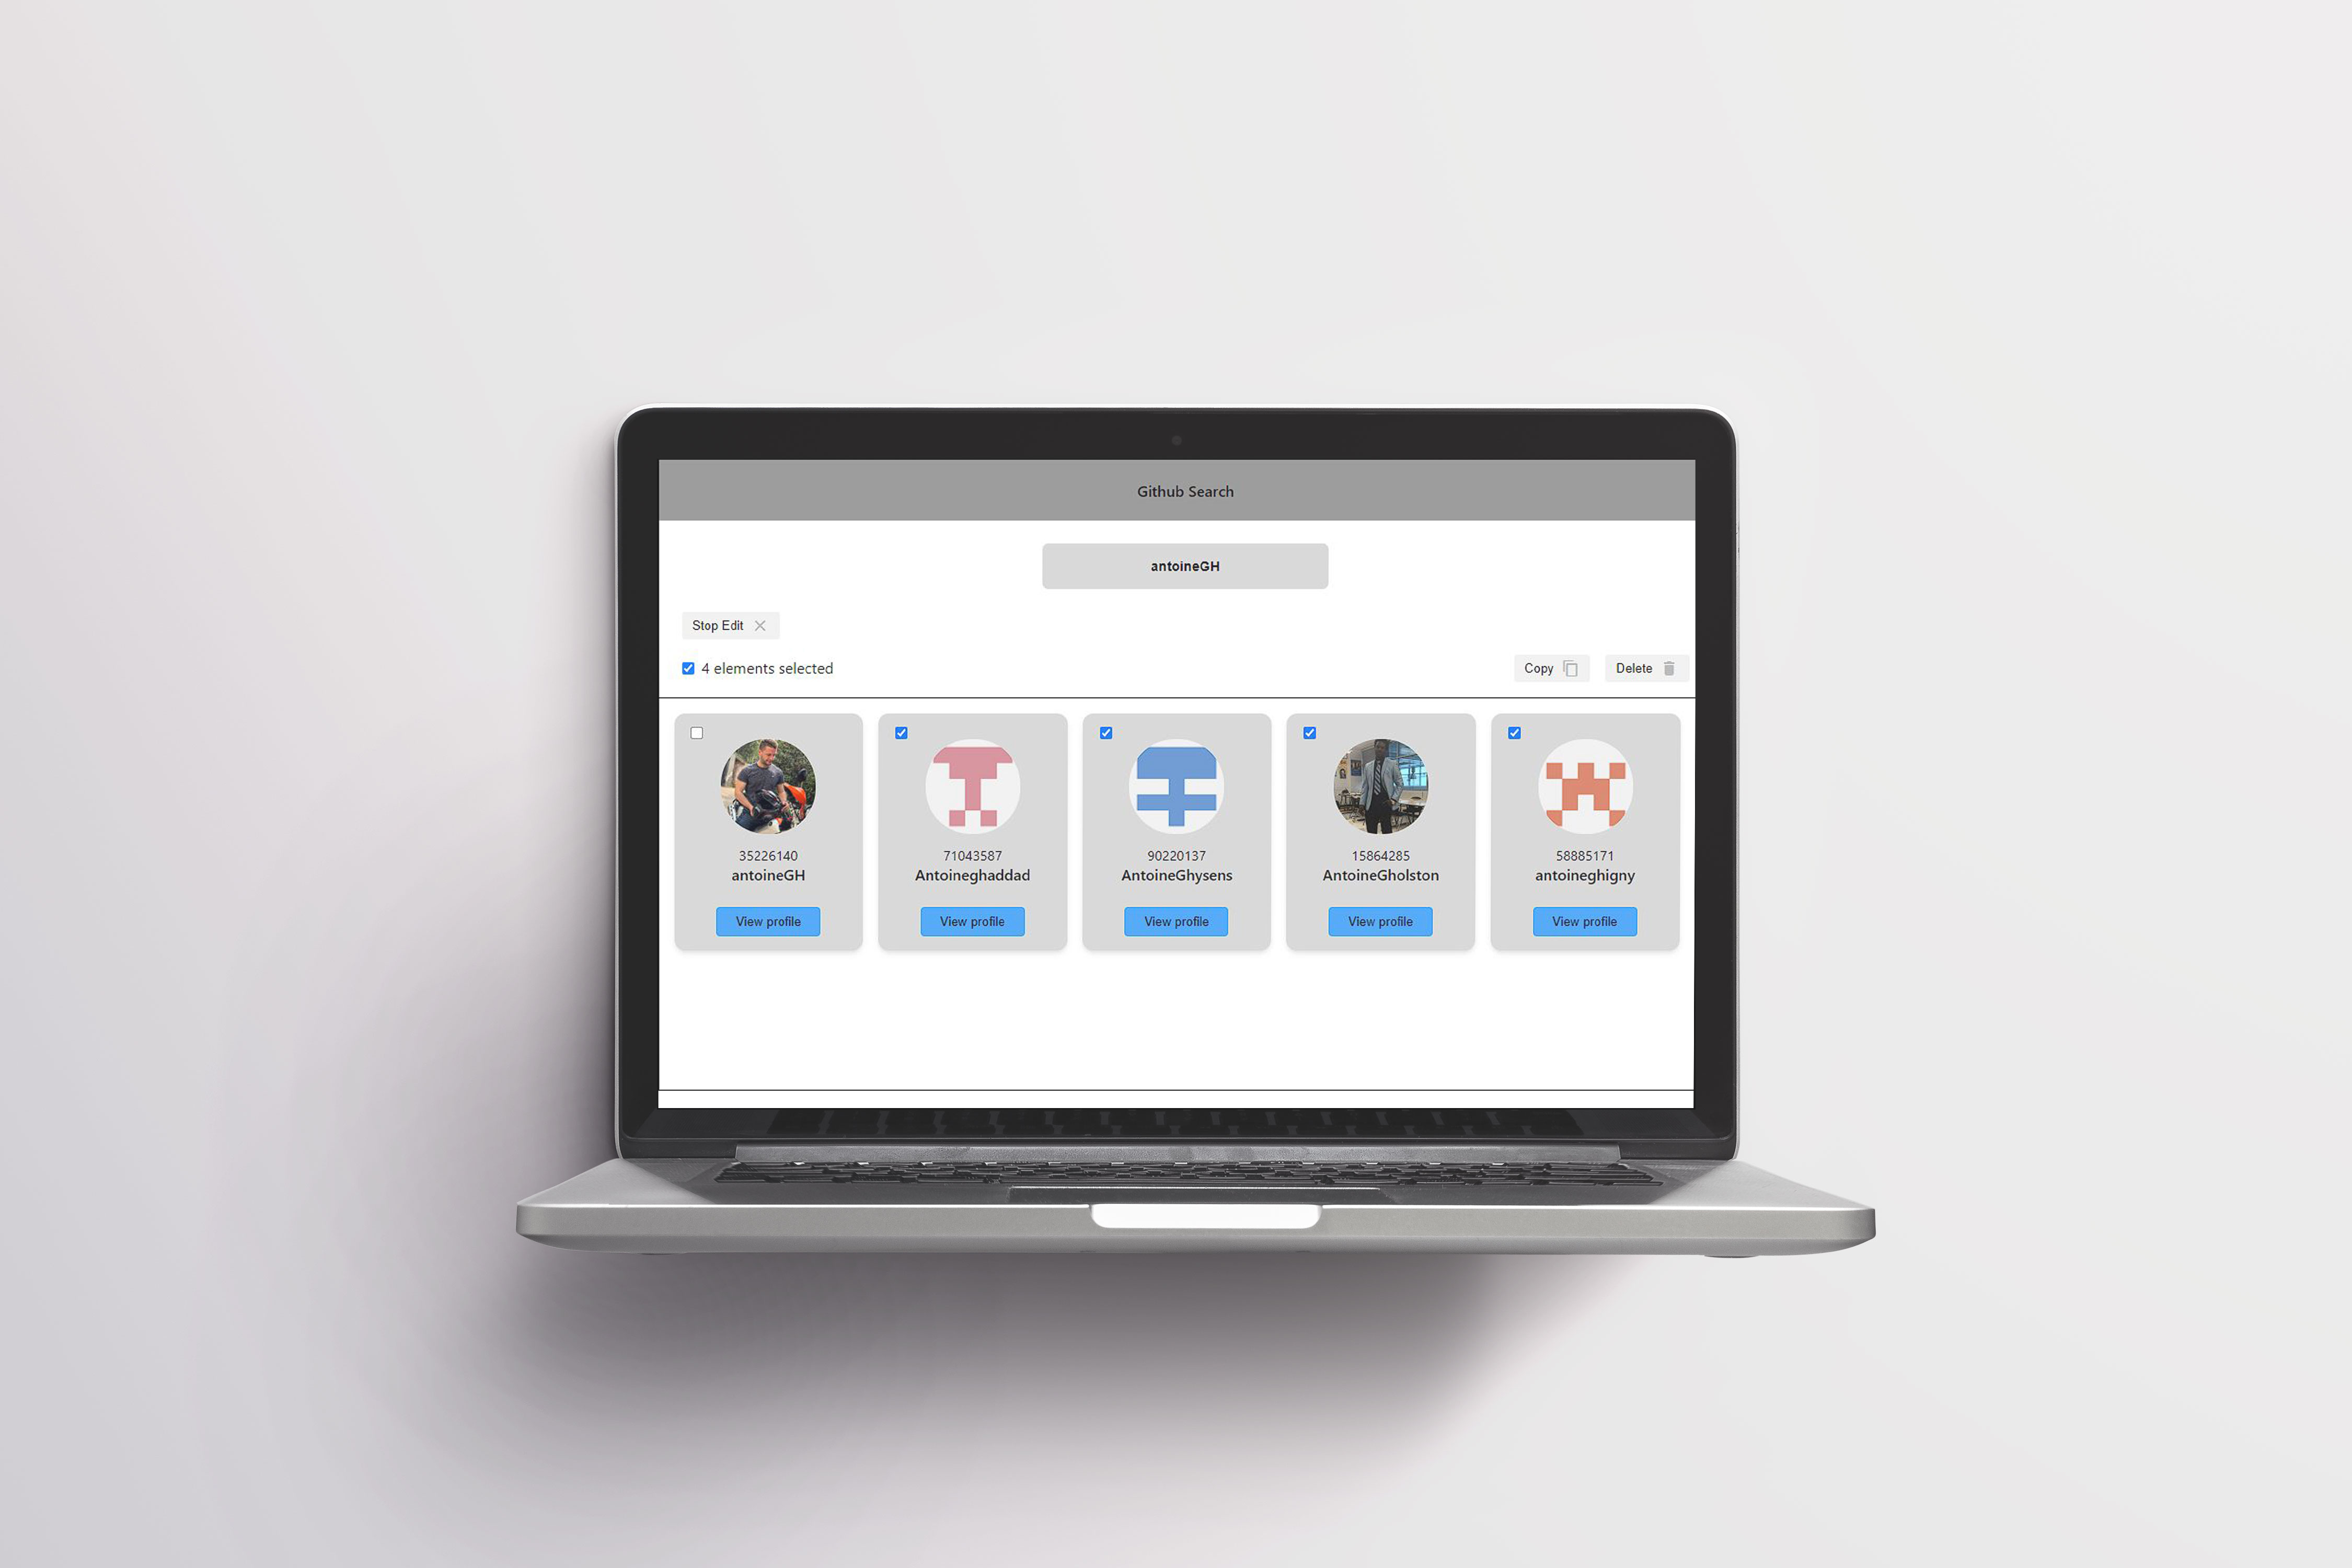 Github Search
antoineGH
Stop Edit
4 elements selected
Copy
Delete
35226140
antoineGH
View profile
71043587
Antoineghaddad
View profile
90220137
AntoineGhysens
View profile
15864285
AntoineGholston
View profile
58885171
antoineghigny
View profile